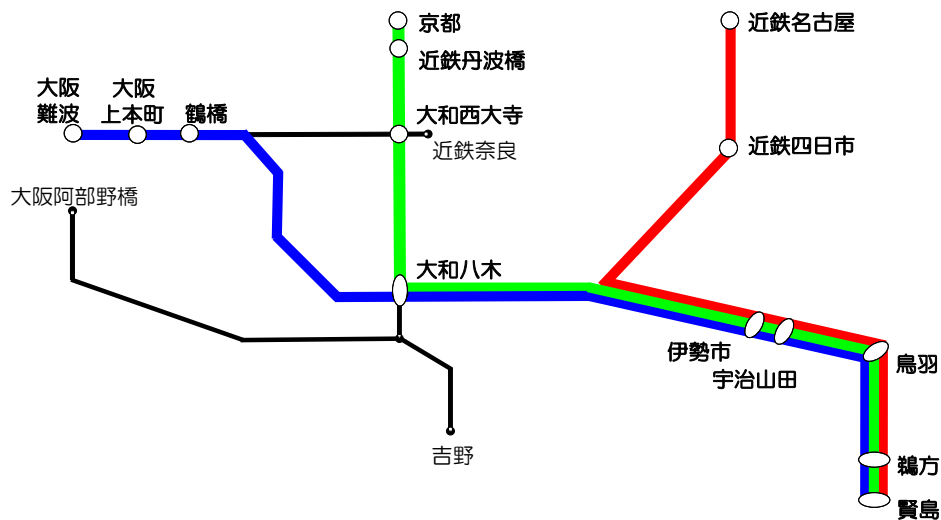 京都
近鉄名古屋
近鉄丹波橋
大阪
難波
大阪
上本町
鶴橋
大和西大寺
近鉄奈良
近鉄四日市
大阪阿部野橋
大和八木
伊勢市
宇治山田
鳥羽
吉野
鵜方
賢島